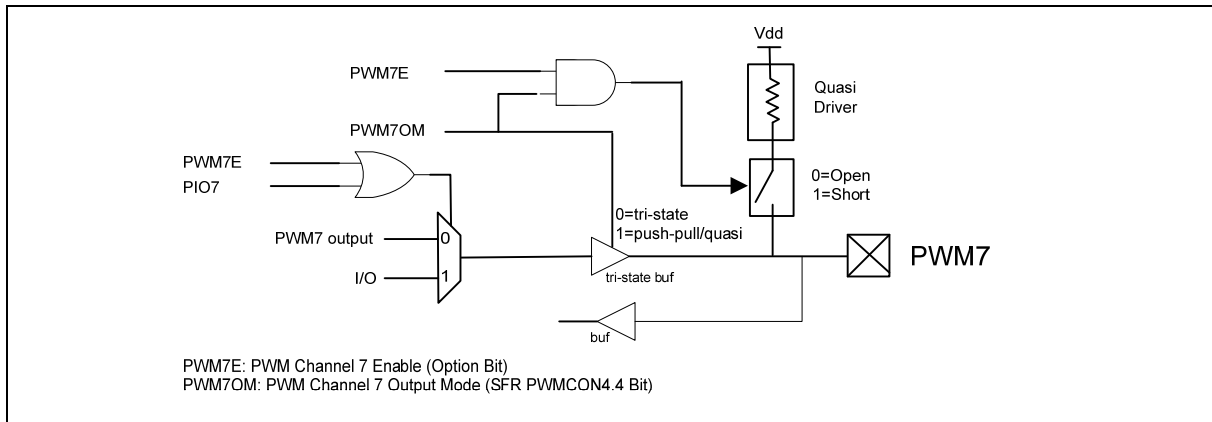 Vdd
PWM7E
Quasi
Driver
PWM7OM
PWM7E
PIO7
0=Open
1=Short
0=tri-state
1=push-pull/quasi
PWM7 output
0
I/O
1
tri-state buf
PWM7
buf
PWM7E: PWM Channel 7 Enable (Option Bit)
PWM7OM: PWM Channel 7 Output Mode (SFR PWMCON4.4 Bit)